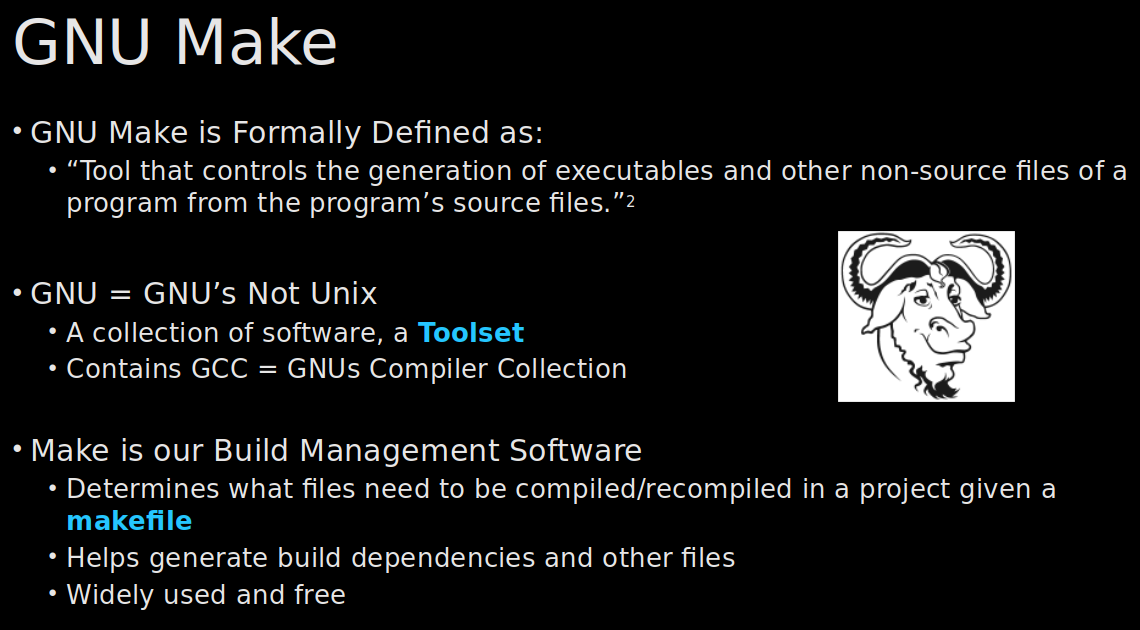 GNU Make
• GNU Make is Formally Defined as:
• “Tool that controls the generation of executables and other non-source files of a
program from the program’s source files.”2
• GNU = GNU’s Not Unix
• A collection of software, a Toolset
• Contains GCC = GNUs Compiler Collection
• Make is our Build Management Software
• Determines what files need to be compiled/recompiled in a project given a
makefile
• Helps generate build dependencies and other files
• Widely used and free